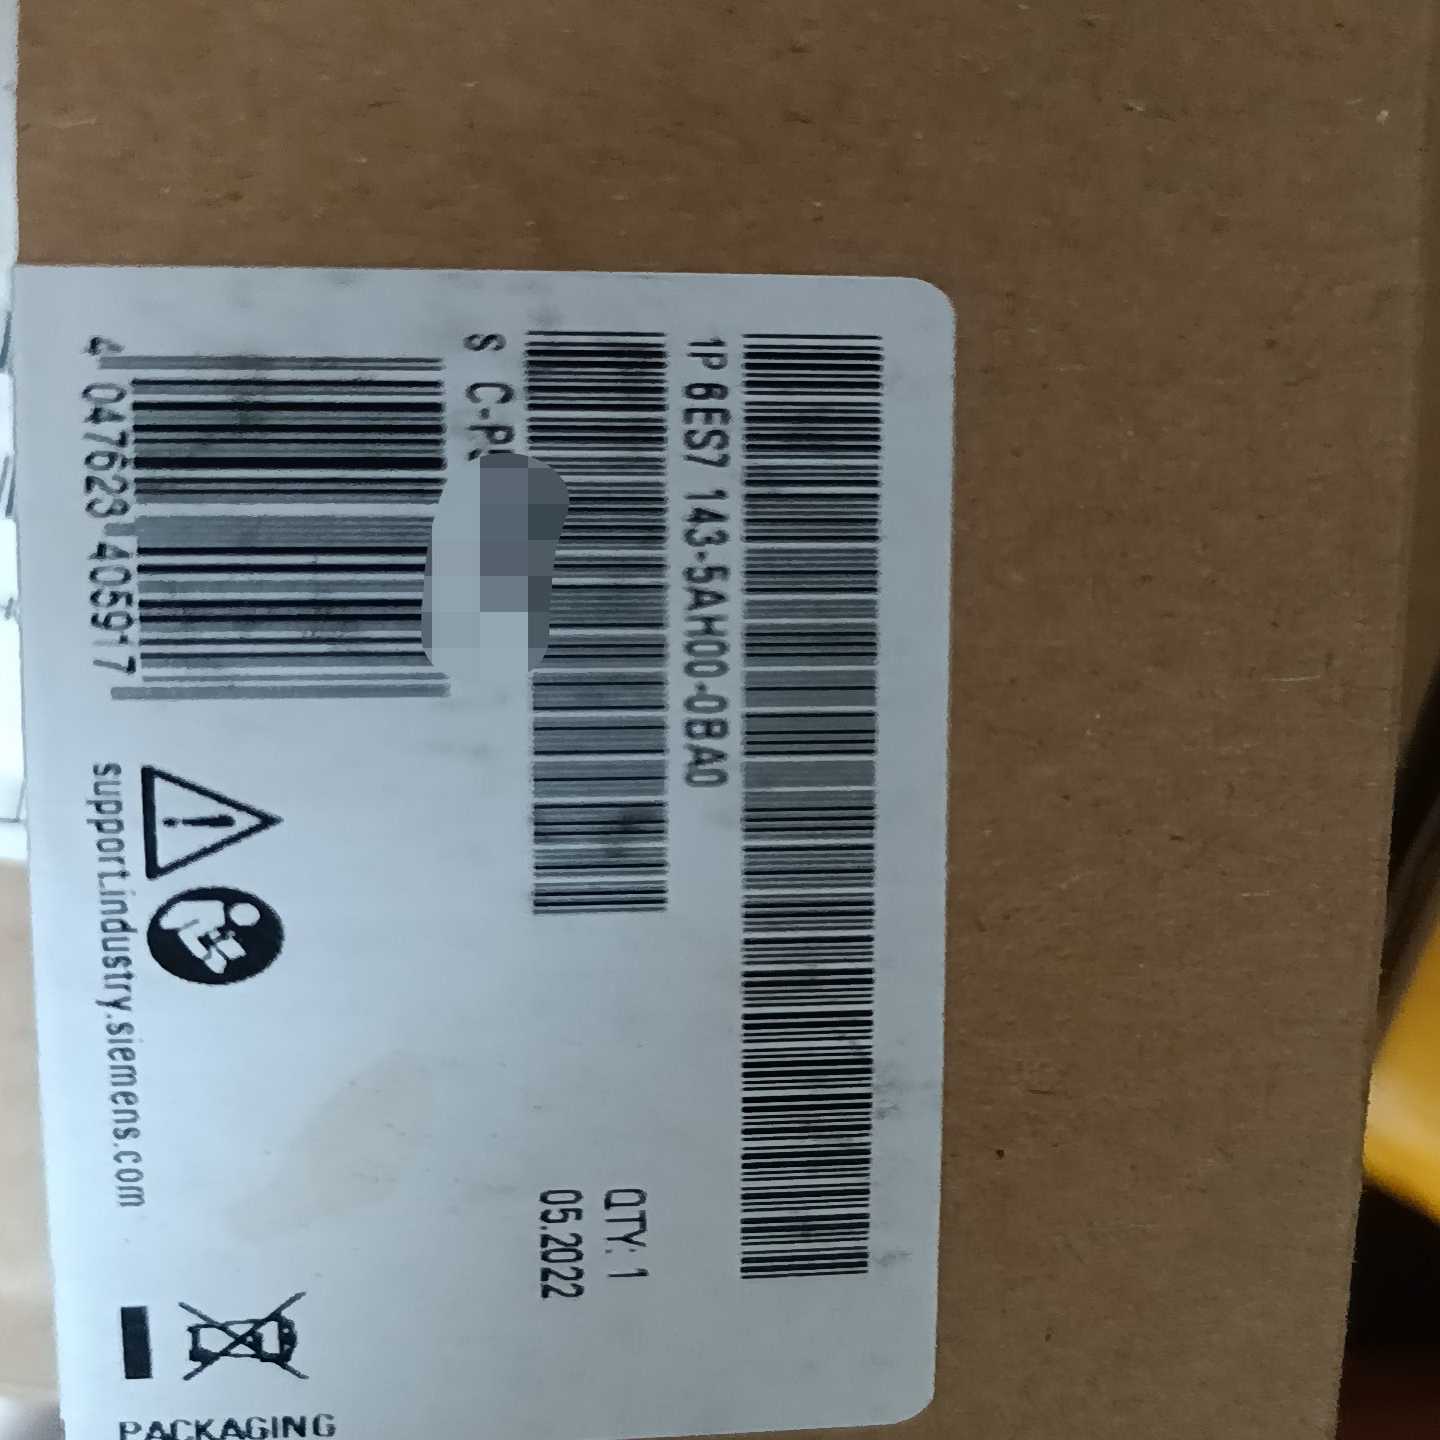 1P 6ES7 143-5AH00-0BA0
S C-P
QTY: 1
05.2022
4 047623 405917
support.industry.siemens.com
PACKAGING